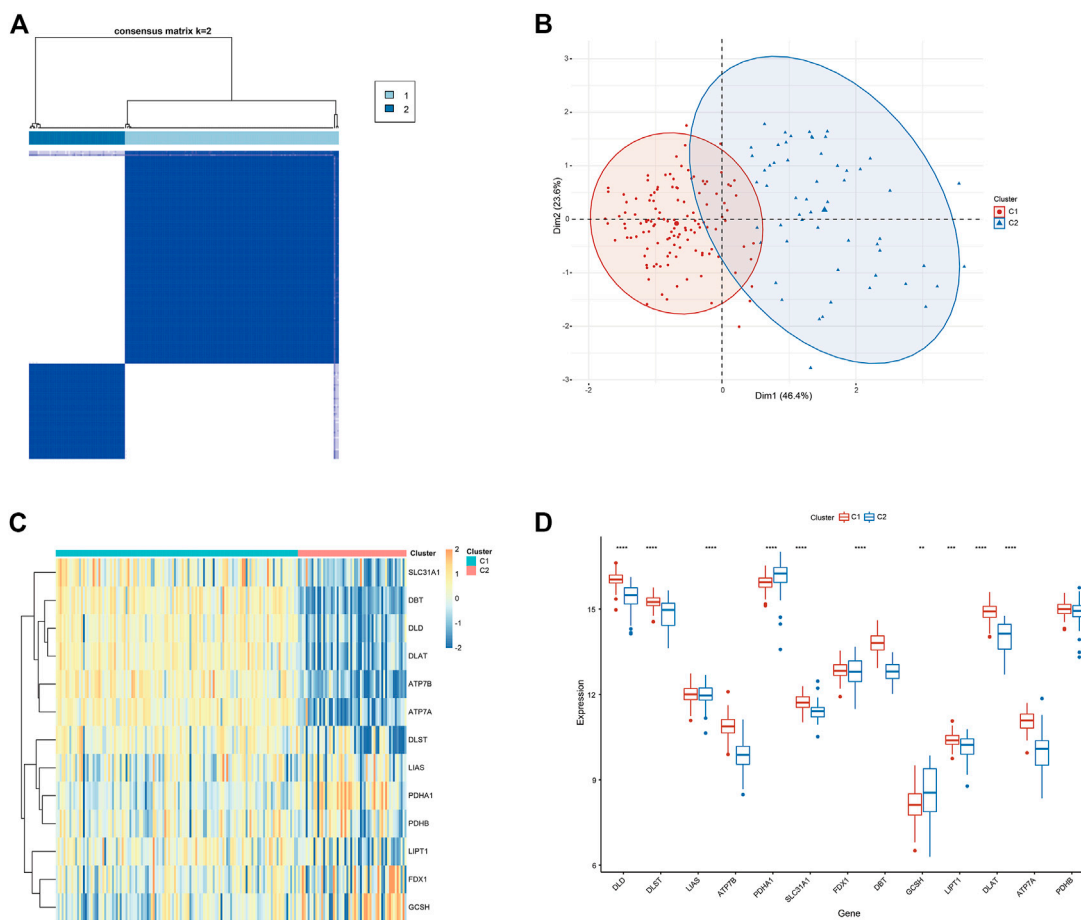 A
consensus matrix k=2
1
2
B
3
2
1
0
-1
-2
-3
-2
0
2
Dim2 (23.6%)
Dim1 (46.4%)
Cluster
C1
C2
C
Cluster
SLC31A1
DBT
DLD
DLAT
ATP7B
ATP7A
DLST
LIAS
PDHA1
PDHB
LIPT1
FDX1
GCSH
2
1
0
-1
-2
Cluster
C1
C2
D
Cluster C1 C2
**** **** **** **** **** **** ** *** **** ****
15
12
9
6
Expression
DLD
DLST
LIAS
ATP7B
PDHA1
SLC31A1
FDX1
DBT
GCSH
LIPT1
DLAT
ATP7A
PDHB
Gene